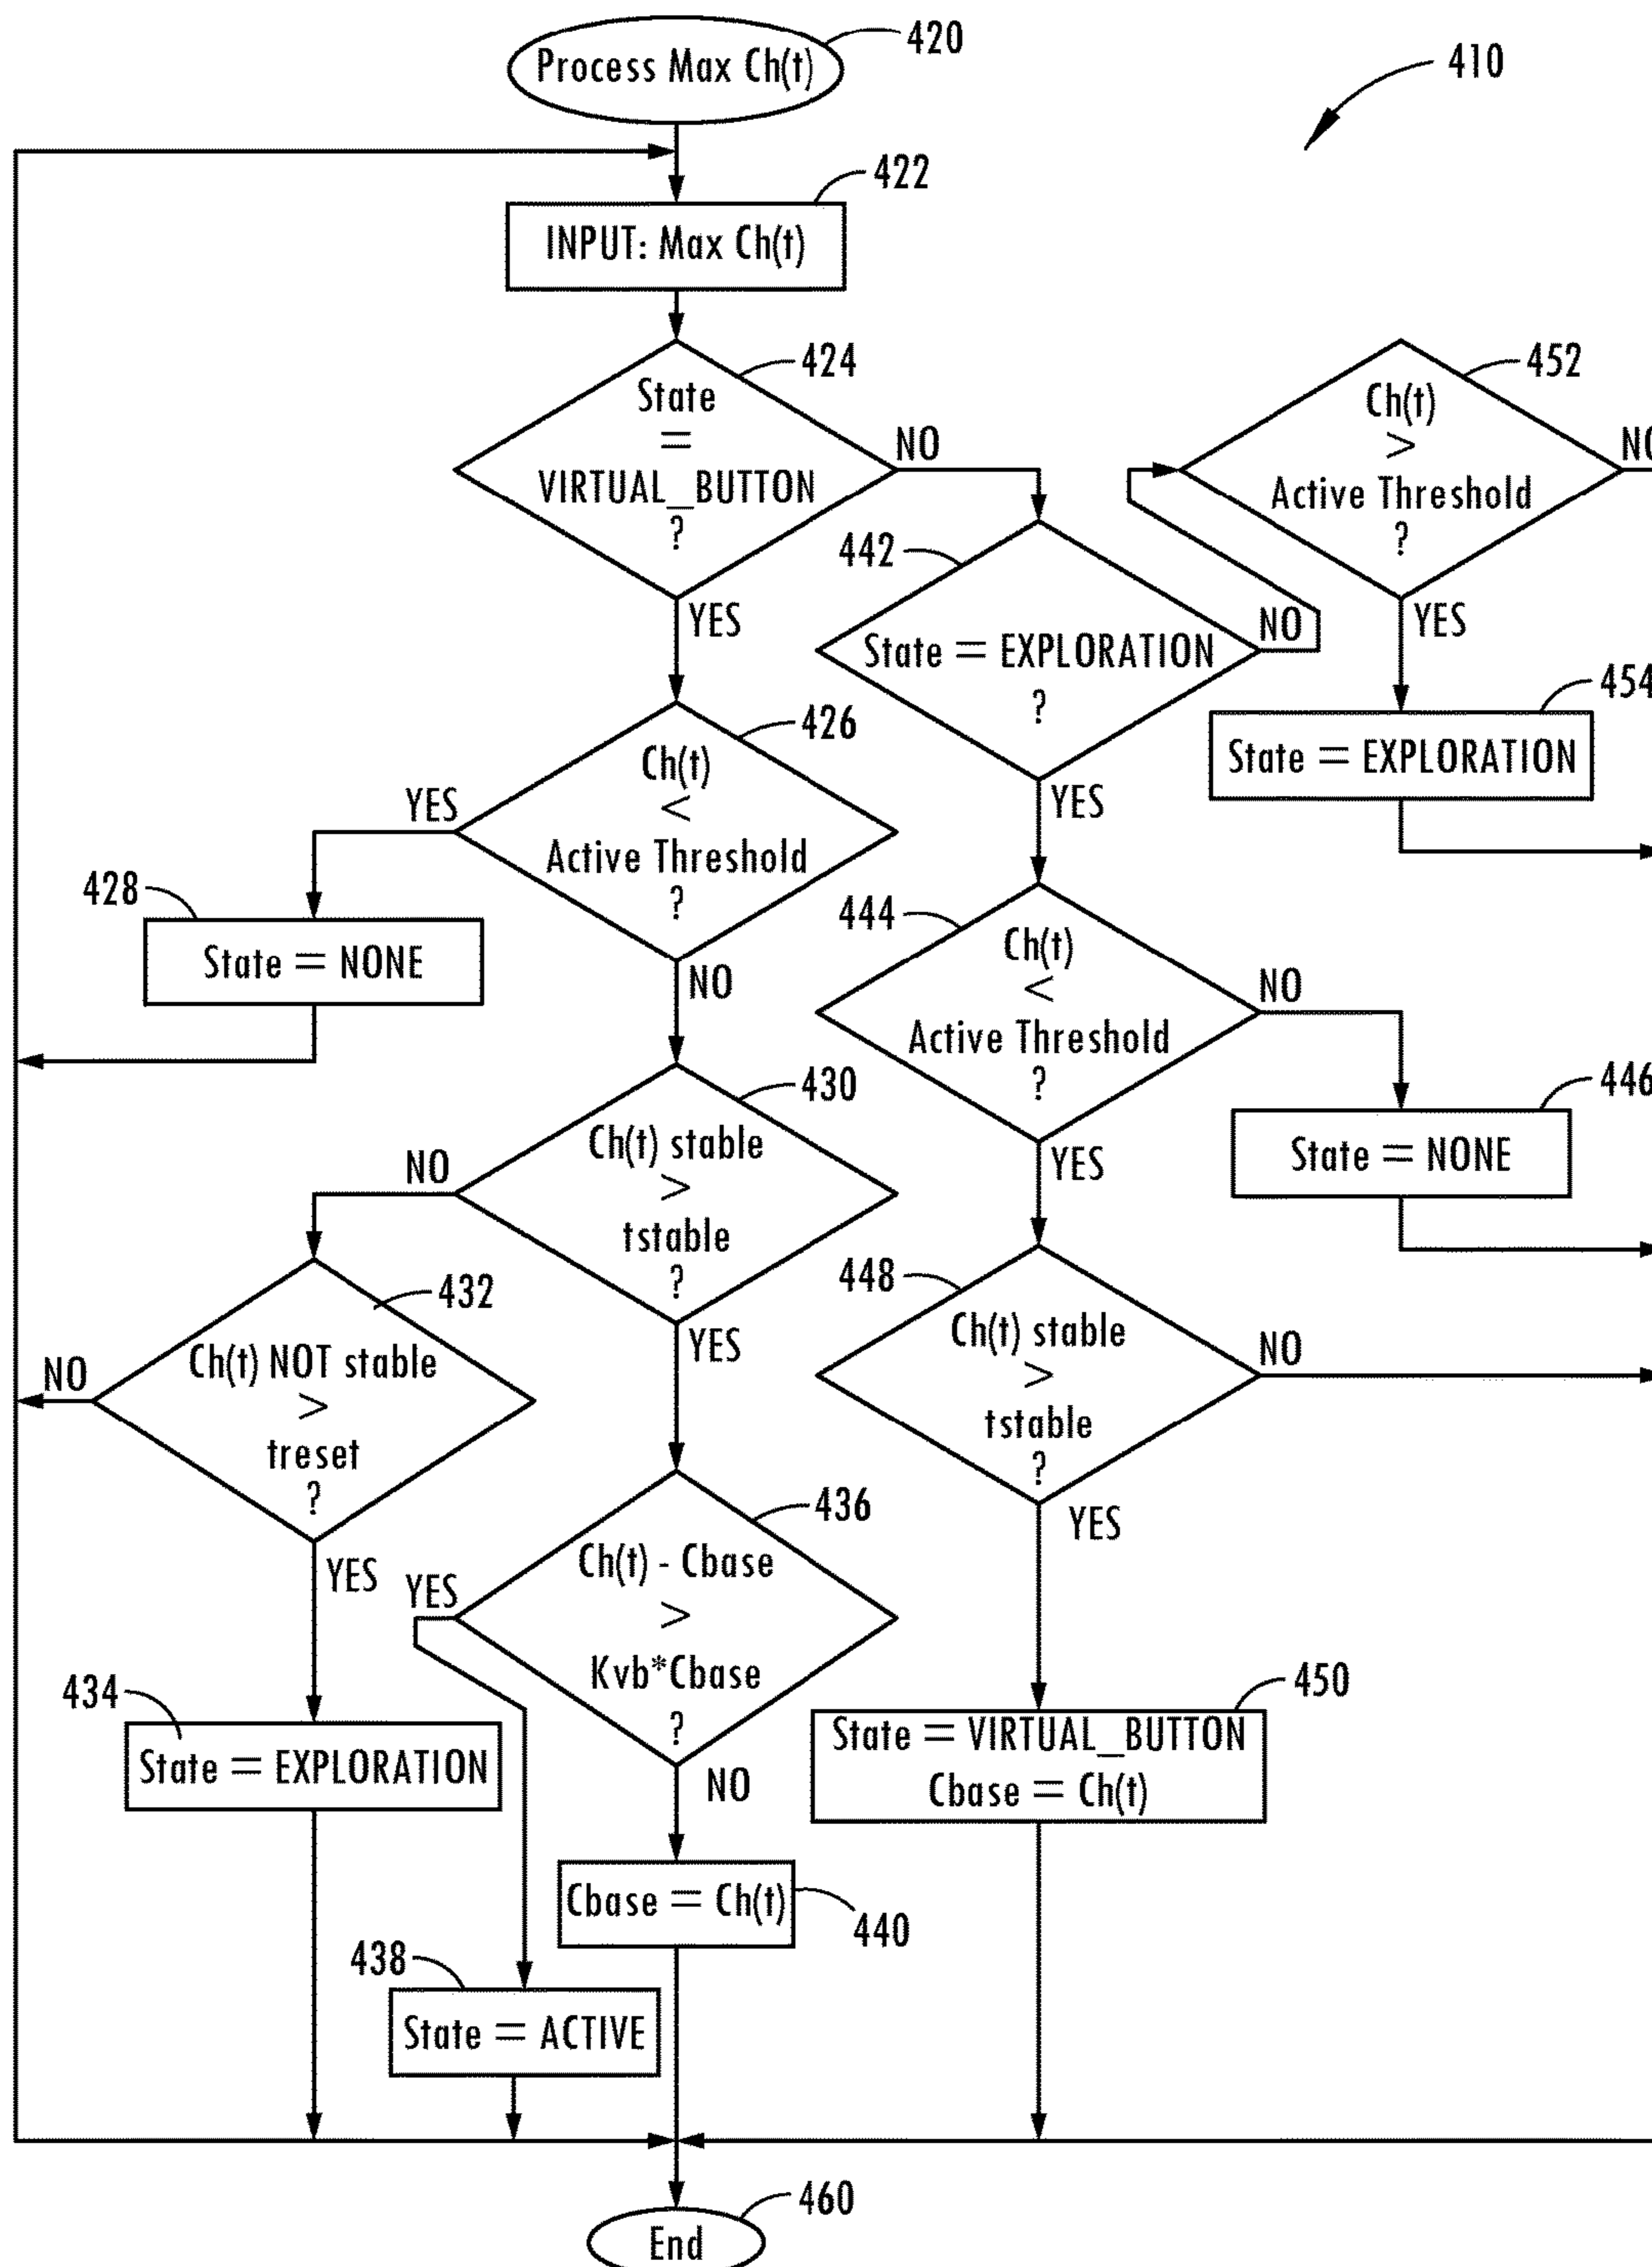 Process Max Ch(t)
420
410
422
INPUT: Max Ch(t)
424
State
=
VIRTUAL_BUTTON
?
NO
YES
452
Ch(t)
>
Active Threshold
?
NO
YES
442
State = EXPLORATION
?
NO
YES
454
State = EXPLORATION
426
Ch(t)
<
Active Threshold
?
YES
NO
428
State = NONE
444
Ch(t)
<
Active Threshold
?
NO
YES
446
State = NONE
430
Ch(t) stable
>
tstable
?
NO
YES
432
Ch(t) NOT stable
>
treset
?
NO
YES
448
Ch(t) stable
>
tstable
?
NO
YES
436
Ch(t) - Cbase
>
Kvb*Cbase
?
YES
NO
434
State = EXPLORATION
450
State = VIRTUAL_BUTTON
Cbase = Ch(t)
Cbase = Ch(t)
440
438
State = ACTIVE
460
End